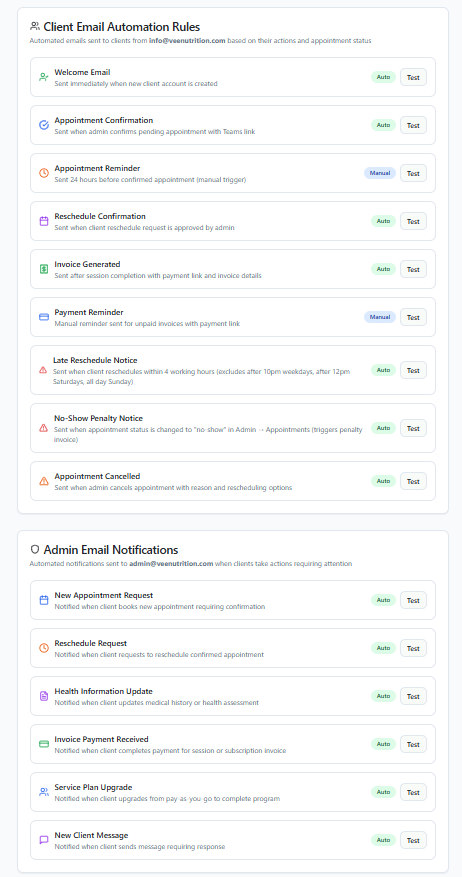 Client Email Automation Rules
Automated emails sent to clients from info@veenutrition.com based on their actions and appointment status
Welcome Email
Sent immediately when new client account is created
Auto
Test
Appointment Confirmation
Sent when admin confirms pending appointment with Teams link
Auto
Test
Appointment Reminder
Sent 24 hours before confirmed appointment (manual trigger)
Manual
Test
Reschedule Confirmation
Sent when client reschedule request is approved by admin
Auto
Test
Invoice Generated
Sent after session completion with payment link and invoice details
Auto
Test
Payment Reminder
Manual reminder sent for unpaid invoices with payment link
Manual
Test
Late Reschedule Notice
Sent when client reschedules within 4 working hours (excludes after 10pm weekdays, after 12pm
Saturdays, all day Sunday)
Auto
Test
No-Show Penalty Notice
Sent when appointment status is changed to "no-show" in Admin → Appointments (triggers penalty
invoice)
Auto
Test
Appointment Cancelled
Sent when admin cancels appointment with reason and rescheduling options
Auto
Test
Admin Email Notifications
Automated notifications sent to admin@veenutrition.com when clients take actions requiring attention
New Appointment Request
Notified when client books new appointment requiring confirmation
Auto
Test
Reschedule Request
Notified when client requests to reschedule confirmed appointment
Auto
Test
Health Information Update
Notified when client updates medical history or health assessment
Auto
Test
Invoice Payment Received
Notified when client completes payment for session or subscription invoice
Auto
Test
Service Plan Upgrade
Notified when client upgrades from pay-as-you-go to complete program
Auto
Test
New Client Message
Notified when client sends message requiring response
Auto
Test